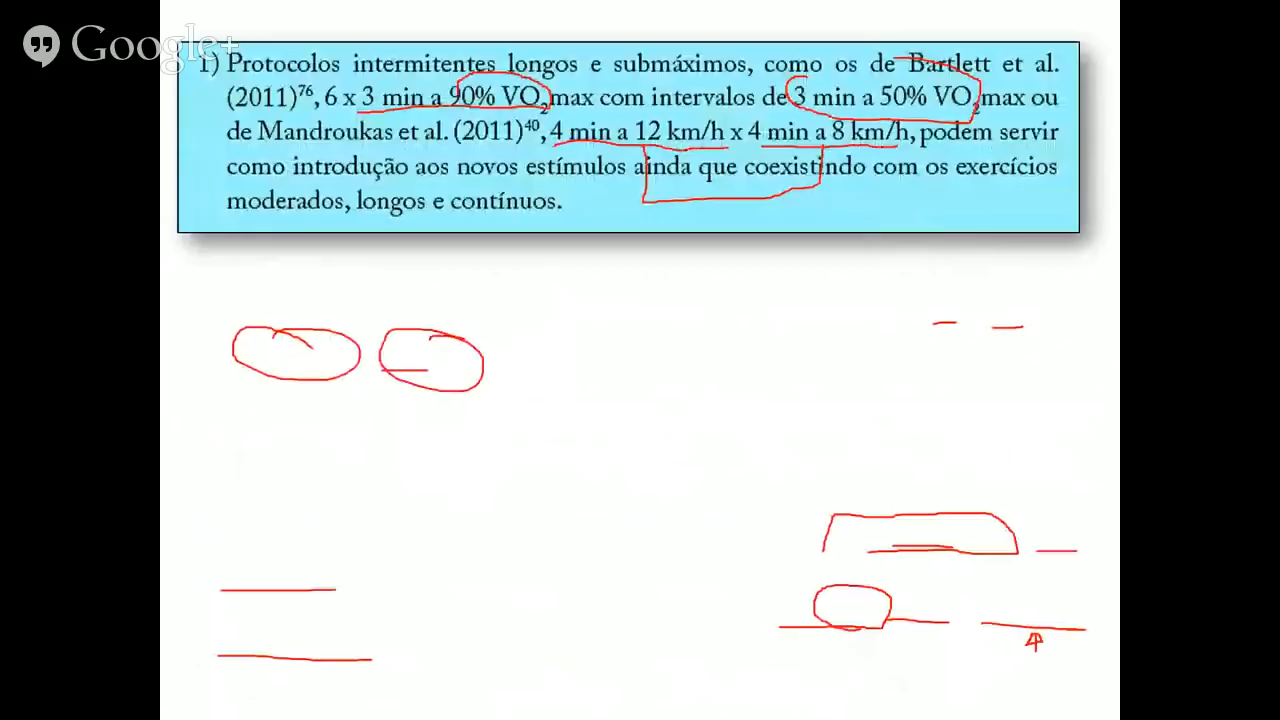 Google+
1) Protocolos intermitentes longos e submáximos, como os de Bartlett et al.
(2011)⁷⁶, 6 x 3 min a 90% VO₂max com intervalos de 3 min a 50% VO₂max ou
de Mandroukas et al. (2011)⁴⁰, 4 min a 12 km/h x 4 min a 8 km/h, podem servir
como introdução aos novos estímulos ainda que coexistindo com os exercícios
moderados, longos e contínuos.